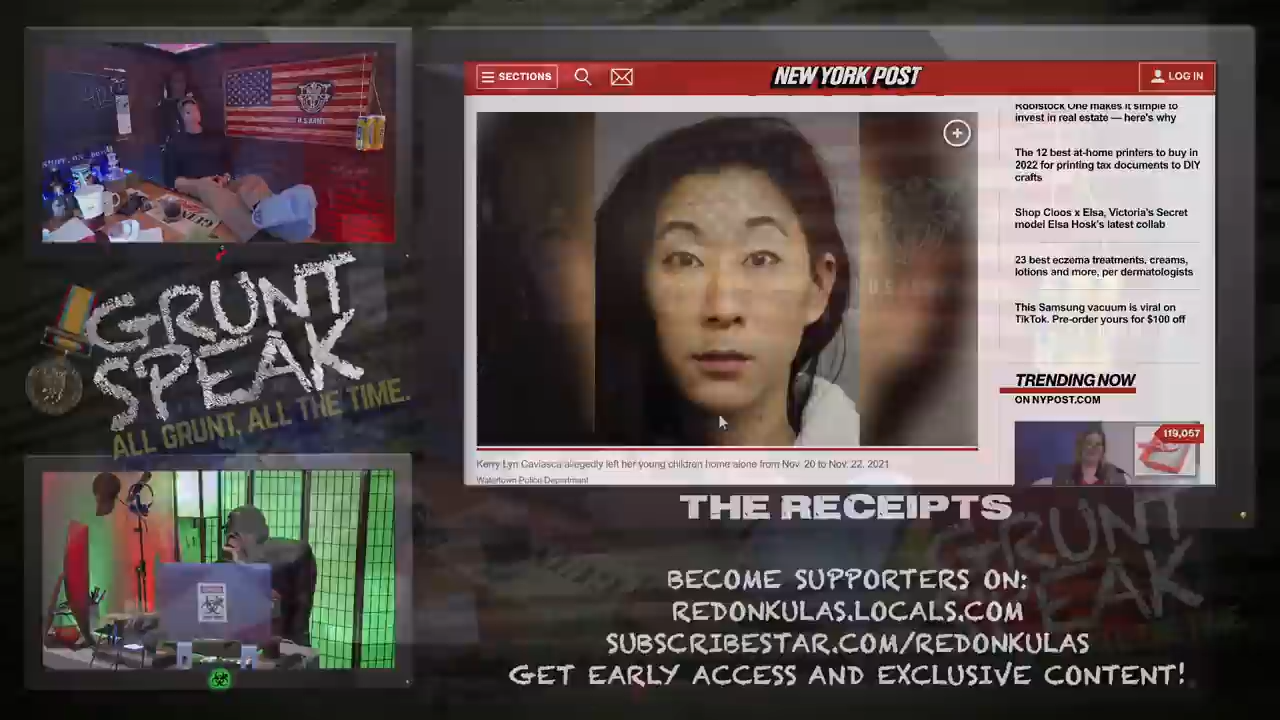 U.S. ARMY
GRUNT
SPEAK
ALL GRUNT, ALL THE TIME.
SECTIONS
NEW YORK POST
LOG IN
Roofstock One makes it simple to
invest in real estate — here's why
The 12 best at-home printers to buy in
2022 for printing tax documents to DIY
crafts
Shop Cloos x Elsa, Victoria's Secret
model Elsa Hosk's latest collab
23 best eczema treatments, creams,
lotions and more, per dermatologists
This Samsung vacuum is viral on
TikTok. Pre-order yours for $100 off
TRENDING NOW
ON NYPOST.COM
119,057
Kerry Lyn Caviasca allegedly left her young children home alone from Nov. 20 to Nov. 22, 2021
Watertown Police Department
THE RECEIPTS
BECOME SUPPORTERS ON:
REDONKULAS.LOCALS.COM
SUBSCRIBESTAR.COM/REDONKULAS
GET EARLY ACCESS AND EXCLUSIVE CONTENT!
GRUNT